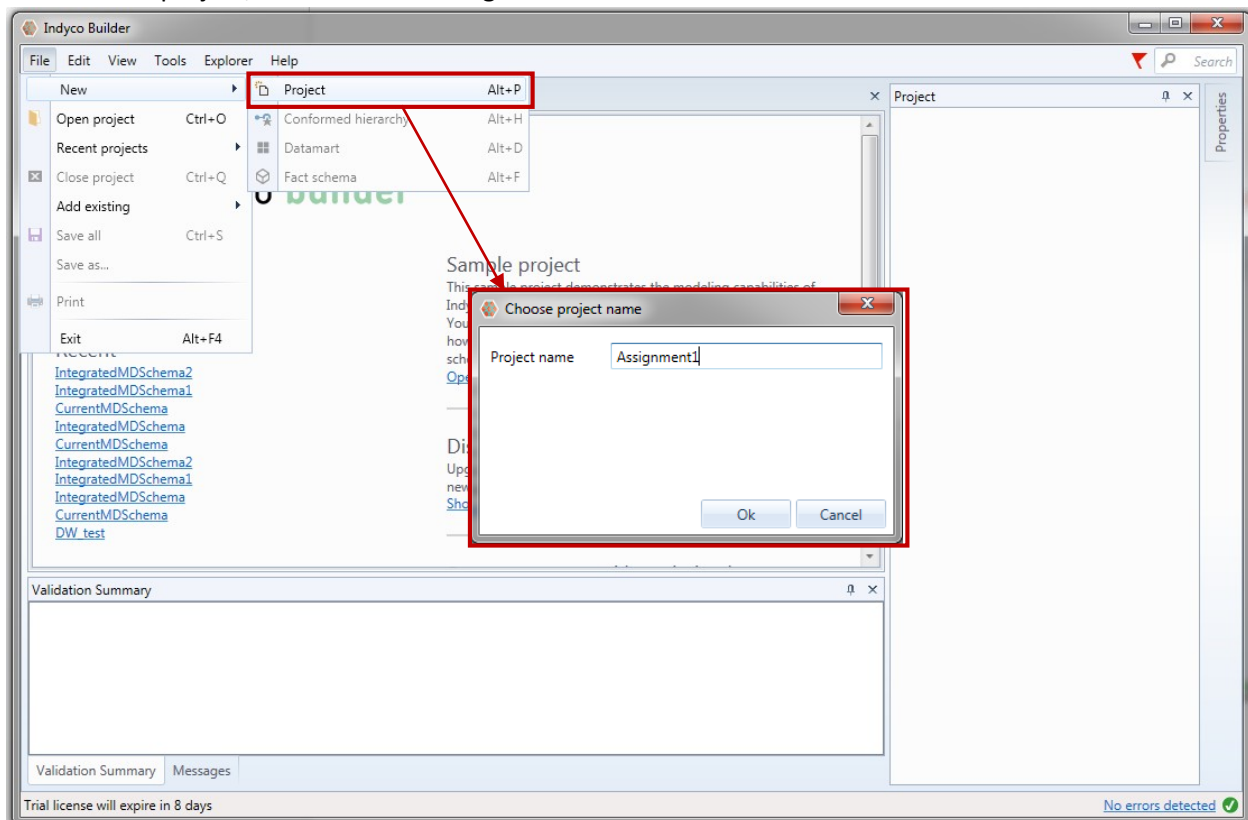 Indyco Builder
File Edit View Tools Explorer Help
Search
New
Project Alt+P
Project
Properties
Open project Ctrl+O
Conformed hierarchy Alt+H
Recent projects
Datamart Alt+D
Close project Ctrl+Q
Fact schema Alt+F
Add existing
builder
Save all Ctrl+S
Save as...
Sample project
Print
Exit Alt+F4
Choose project name
Project name Assignment1
Ok Cancel
Recent
IntegratedMDSchema2
IntegratedMDSchema1
CurrentMDSchema
IntegratedMDSchema
CurrentMDSchema
IntegratedMDSchema2
IntegratedMDSchema1
IntegratedMDSchema
CurrentMDSchema
DW_test
Validation Summary
Validation Summary Messages
Trial license will expire in 8 days
No errors detected